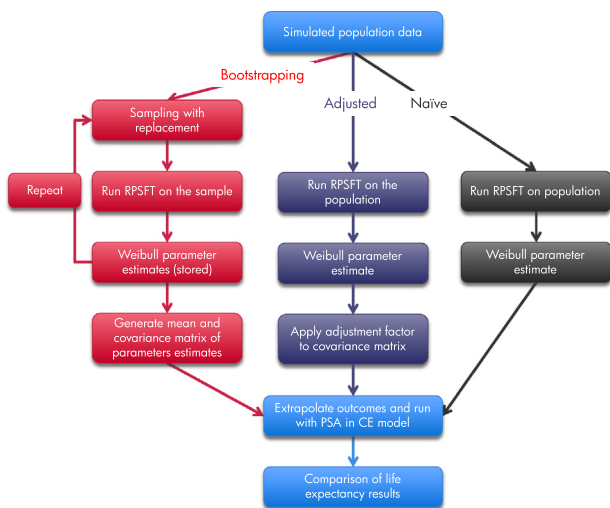 Simulated population data
Bootstrapping
Adjusted
Naïve
Sampling with
replacement
Repeat
Run RPSFT on the sample
Run RPSFT on the
population
Run RPSFT on population
Weibull parameter
estimates (stored)
Weibull parameter
estimate
Weibull parameter
estimate
Generate mean and
covariance matrix of
parameters estimates
Apply adjustment factor
to covariance matrix
Extrapolate outcomes and run
with PSA in CE model
Comparison of life
expectancy results